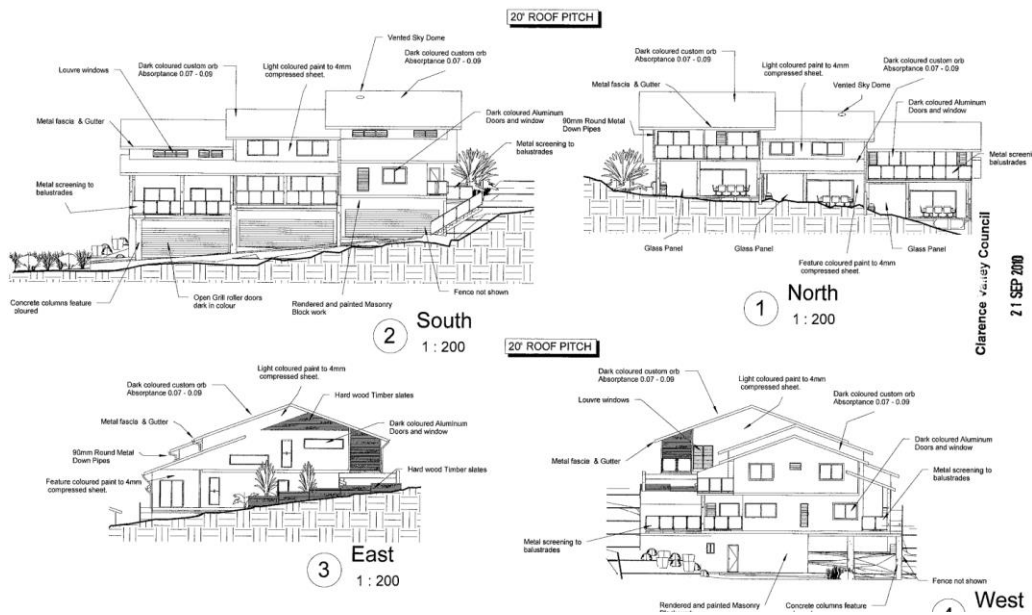 20' ROOF PITCH
Vented Sky Dome
Dark coloured custom orb
Absorptance 0.07 - 0.09
Light coloured paint to 4mm
compressed sheet.
Dark coloured custom orb
Absorptance 0.07 - 0.09
Louvre windows
Metal fascia & Gutter
Dark coloured Aluminum
Doors and window
Metal screening to
balustrades
Metal screening to
balustrades
Concrete columns feature
Open Grill roller doors
dark in colour
Rendered and painted Masonry
Block work
Fence not shown
2
South
1 : 200
Dark coloured custom orb
Absorptance 0.07 - 0.09
Light coloured paint to 4mm
compressed sheet.
Dark coloured custom orb
Absorptance 0.07 - 0.09
Metal fascia & Gutter
Vented Sky Dome
90mm Round Metal
Down Pipes
Dark coloured Aluminum
Doors and window
balustrades
Glass Panel
Glass Panel
Glass Panel
Feature coloured paint to 4mm
compressed sheet.
1
North
1 : 200
Clarence Valley Council
21 SEP 2010
20' ROOF PITCH
Light coloured paint to 4mm
compressed sheet.
Dark coloured custom orb
Absorptance 0.07 - 0.09
Hard wood Timber slates
Metal fascia & Gutter
Dark coloured Aluminum
Doors and window
90mm Round Metal
Down Pipes
Hard wood Timber slates
Feature coloured paint to 4mm
compressed sheet.
3
East
1 : 200
Dark coloured custom orb
Absorptance 0.07 - 0.09
Light coloured paint to 4mm
compressed sheet.
Louvre windows
Dark coloured custom orb
Absorptance 0.07 - 0.09
Metal fascia & Gutter
Dark coloured Aluminum
Doors and window
Metal screening to
balustrades
Metal screening to
balustrades
Fence not shown
Rendered and painted Masonry
Concrete columns feature
West